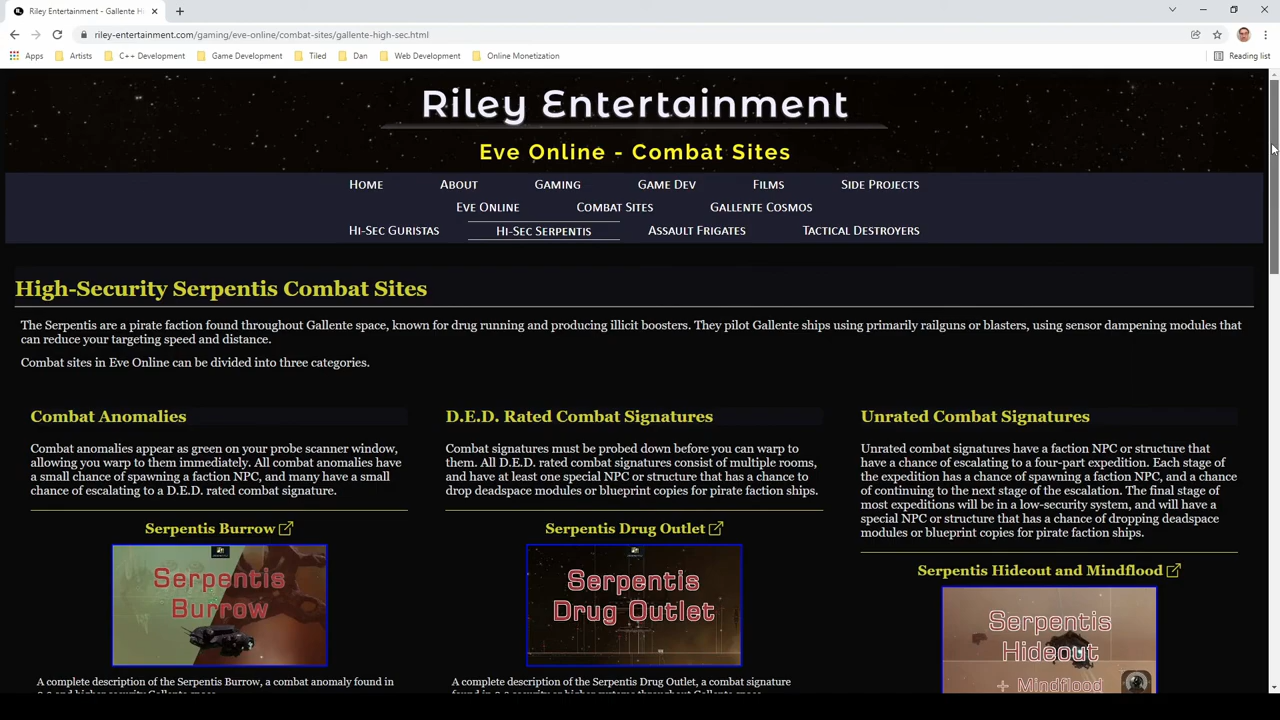 Riley Entertainment - Gallente Hi
riley-entertainment.com/gaming/eve-online/combat-sites/gallente-high-sec.html
Apps Artists C++ Development Game Development Tiled Dan Web Development Online Monetization Reading list
Riley Entertainment
Eve Online - Combat Sites
Home About Gaming Game Dev Films Side Projects
Eve Online Combat Sites Gallente Cosmos
Hi-Sec Guristas Hi-Sec Serpentis Assault Frigates Tactical Destroyers
High-Security Serpentis Combat Sites
The Serpentis are a pirate faction found throughout Gallente space, known for drug running and producing illicit boosters. They pilot Gallente ships using primarily railguns or blasters, using sensor dampening modules that
can reduce your targeting speed and distance.
Combat sites in Eve Online can be divided into three categories.
Combat Anomalies
Combat anomalies appear as green on your probe scanner window,
allowing you warp to them immediately. All combat anomalies have
a small chance of spawning a faction NPC, and many have a small
chance of escalating to a D.E.D. rated combat signature.
Serpentis Burrow
Serpentis
Burrow
A complete description of the Serpentis Burrow, a combat anomaly found in
D.E.D. Rated Combat Signatures
Combat signatures must be probed down before you can warp to
them. All D.E.D. rated combat signatures consist of multiple rooms,
and have at least one special NPC or structure that has a chance to
drop deadspace modules or blueprint copies for pirate faction ships.
Serpentis Drug Outlet
Serpentis
Drug Outlet
A complete description of the Serpentis Drug Outlet, a combat signature
Unrated Combat Signatures
Unrated combat signatures have a faction NPC or structure that
have a chance of escalating to a four-part expedition. Each stage of
the expedition has a chance of spawning a faction NPC, and a chance
of continuing to the next stage of the escalation. The final stage of
most expeditions will be in a low-security system, and will have a
special NPC or structure that has a chance of dropping deadspace
modules or blueprint copies for pirate faction ships.
Serpentis Hideout and Mindflood
Serpentis
Hideout
+ Mindflood